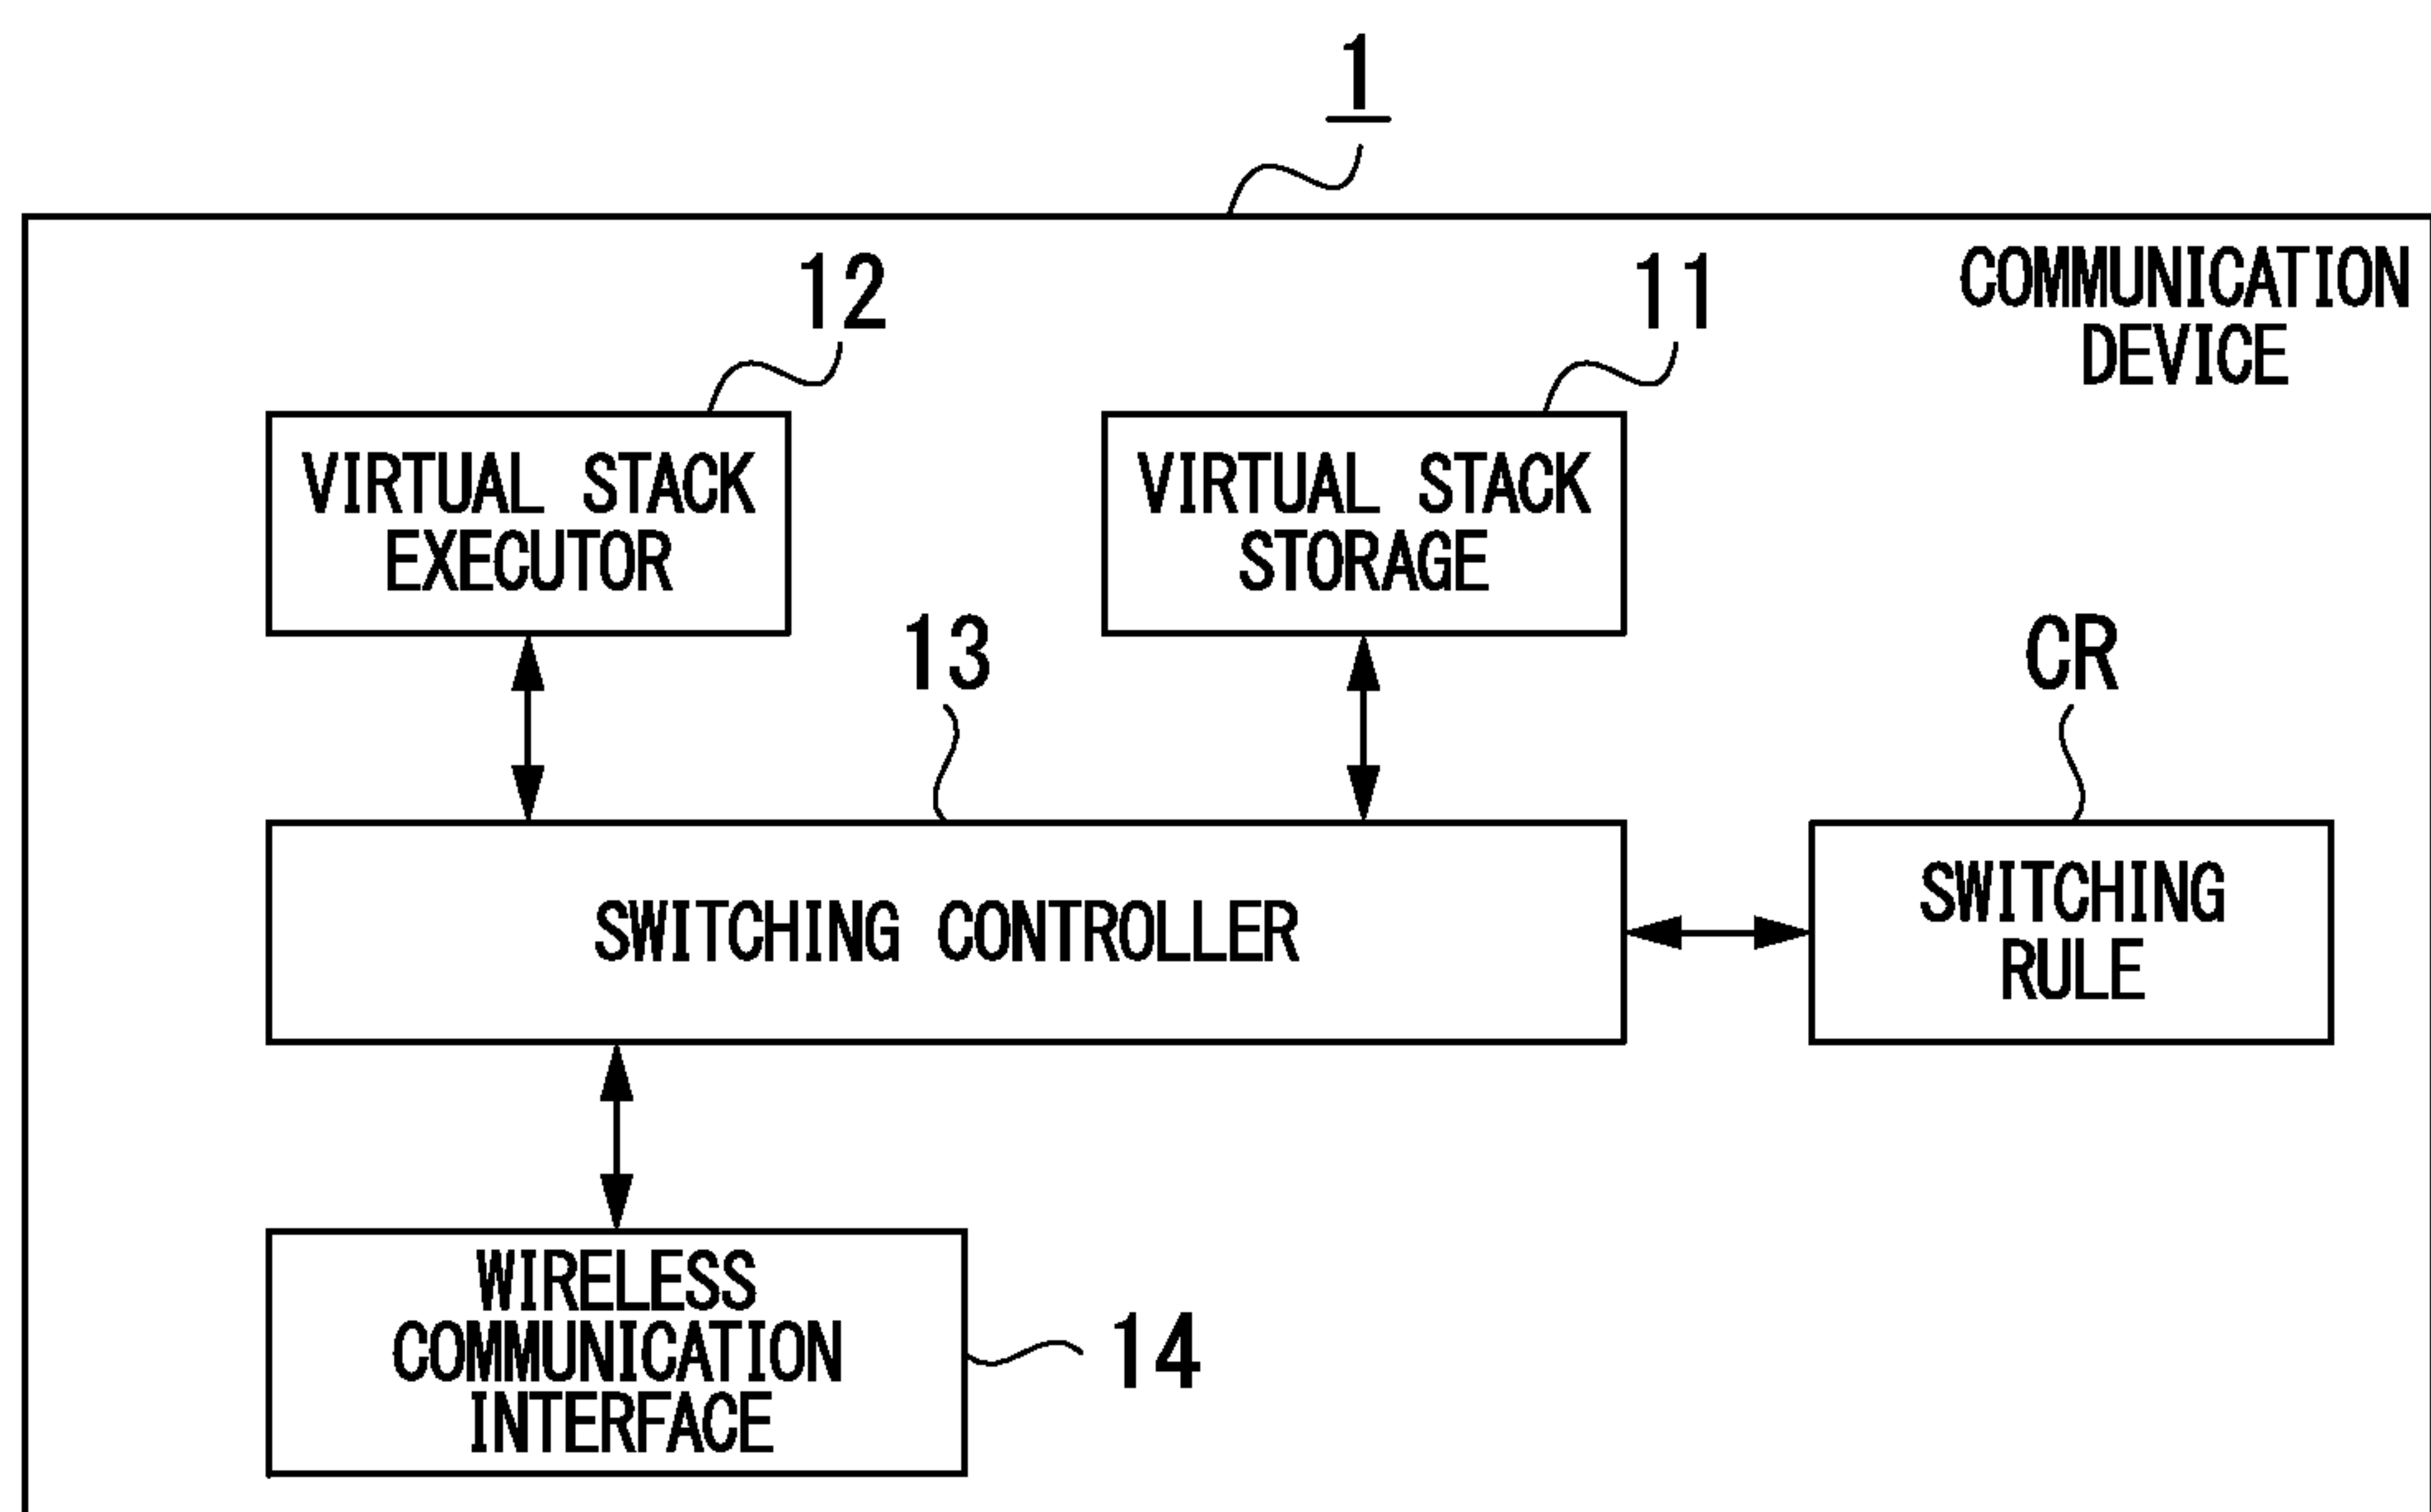 1
COMMUNICATION
DEVICE
12
11
VIRTUAL STACK
EXECUTOR
VIRTUAL STACK
STORAGE
13
CR
SWITCHING CONTROLLER
SWITCHING
RULE
WIRELESS
COMMUNICATION
INTERFACE
14